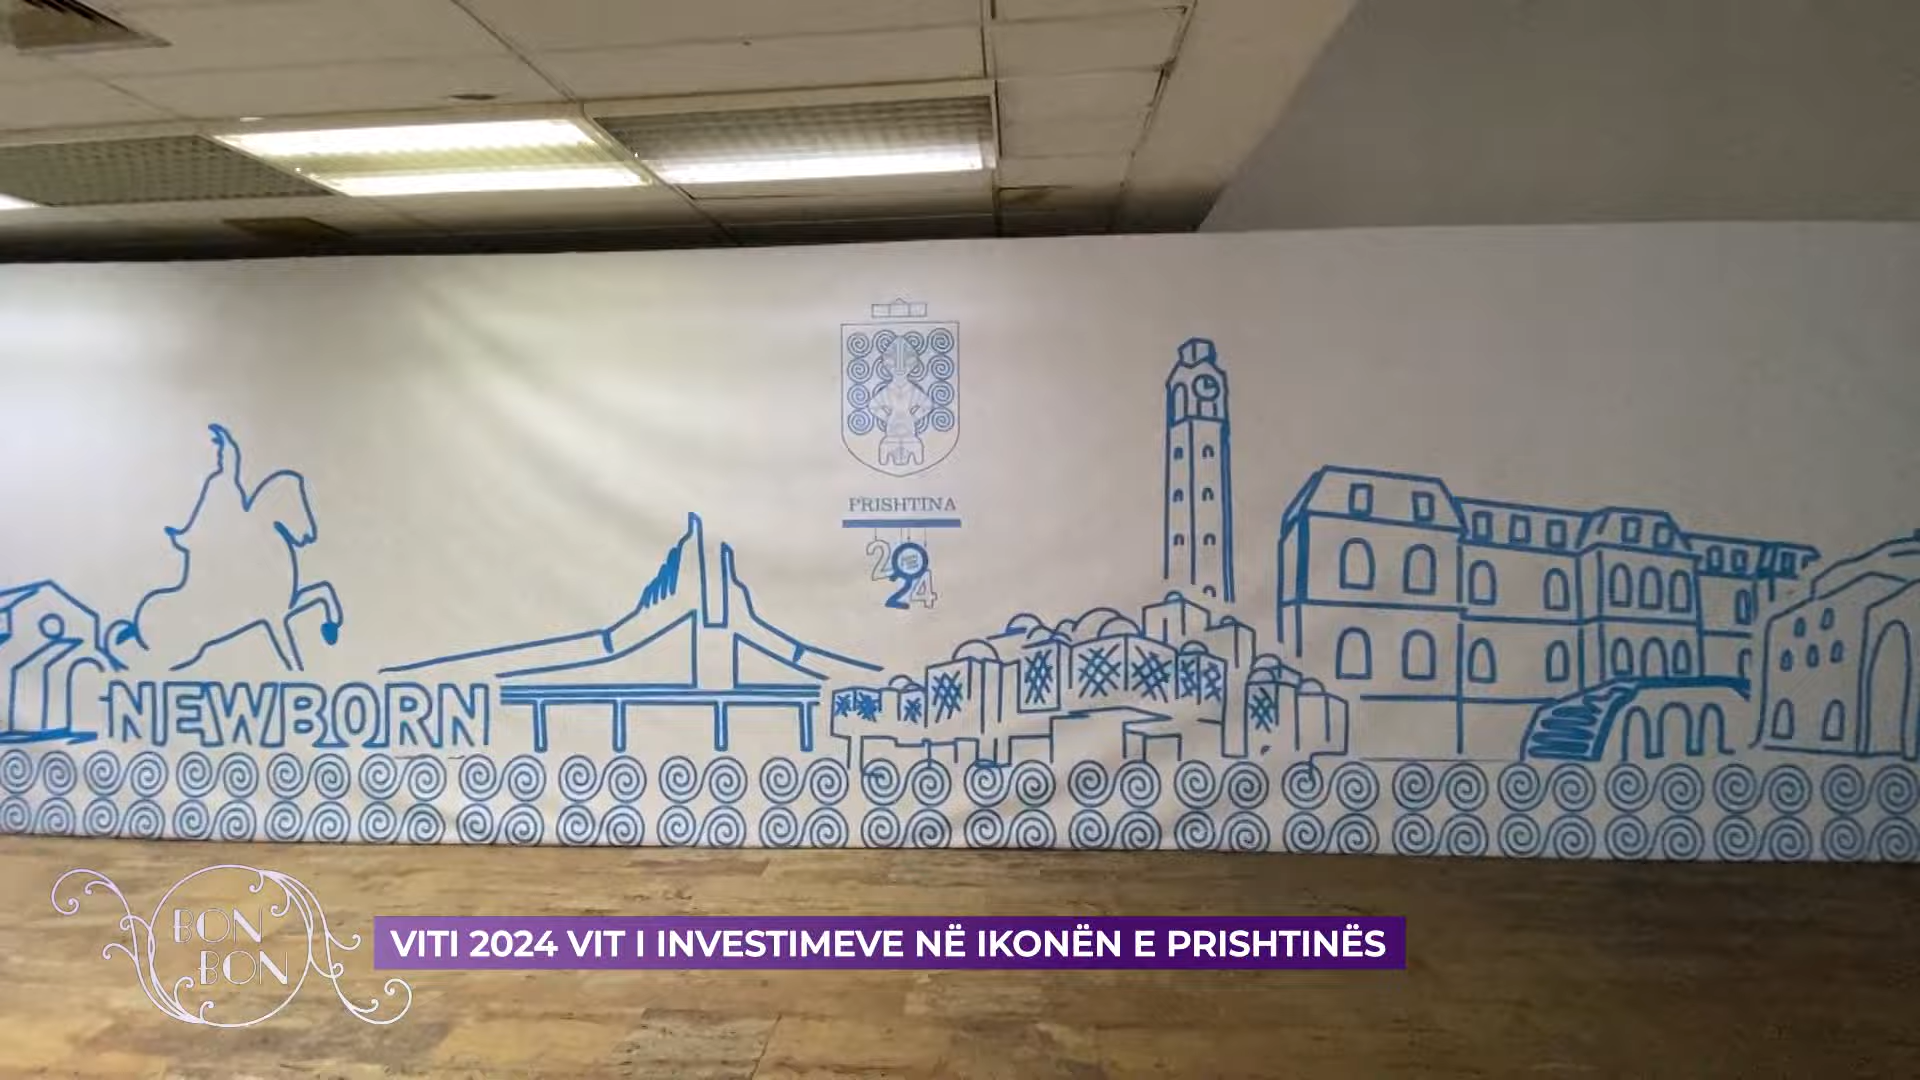 PRISHTINA
2024
NEWBORN
BON
BON
VITI 2024 VIT I INVESTIMEVE NË IKONËN E PRISHTINËS